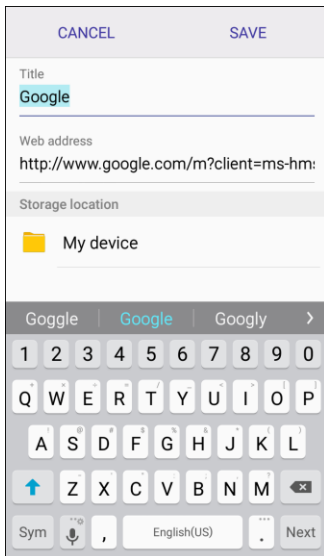 CANCEL SAVE
Title
Google
Web address
http://www.google.com/m?client=ms-hms
Storage location
My device
Goggle Google Googly >
1 2 3 4 5 6 7 8 9 0
Q W E R T Y U I O P
A S D F G H J K L
Z X C V B N M
Sym , English(US) . Next